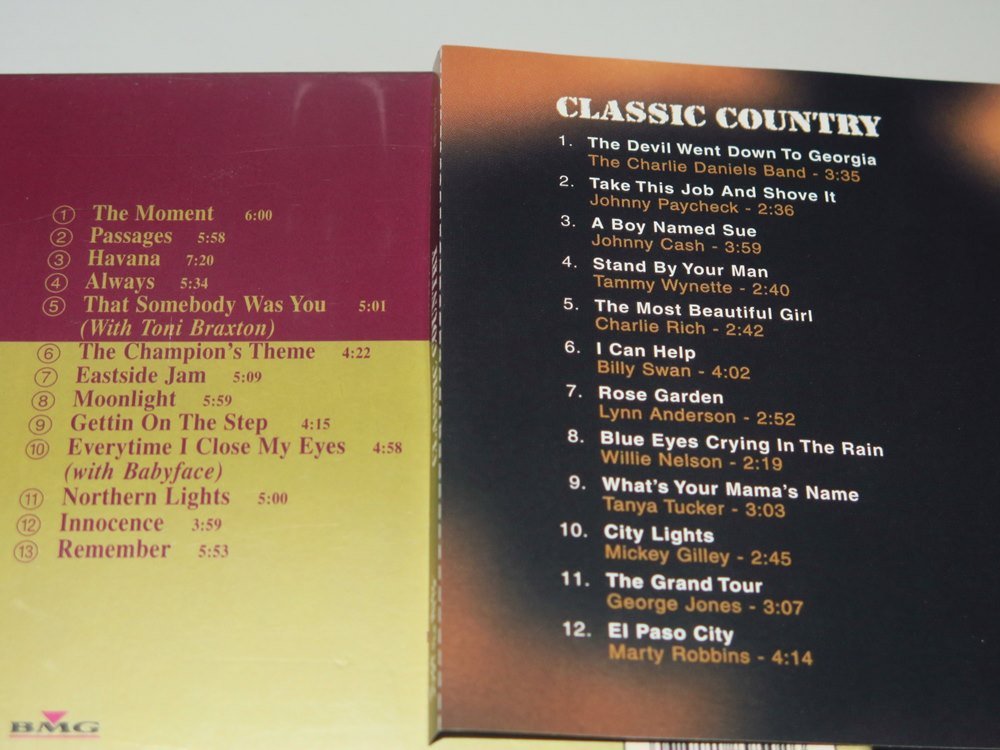 ① The Moment 6:00
② Passages 5:58
③ Havana 7:20
④ Always 5:34
⑤ That Somebody Was You 5:01
(With Toni Braxton)
⑥ The Champion's Theme 4:22
⑦ Eastside Jam 5:09
⑧ Moonlight 5:59
⑨ Gettin On The Step 4:15
⑩ Everytime I Close My Eyes 4:58
(with Babyface)
⑪ Northern Lights 5:00
⑫ Innocence 3:59
⑬ Remember 5:53
BMG
CLASSIC COUNTRY
1. The Devil Went Down To Georgia
The Charlie Daniels Band - 3:35
2. Take This Job And Shove It
Johnny Paycheck - 2:36
3. A Boy Named Sue
Johnny Cash - 3:59
4. Stand By Your Man
Tammy Wynette - 2:40
5. The Most Beautiful Girl
Charlie Rich - 2:42
6. I Can Help
Billy Swan - 4:02
7. Rose Garden
Lynn Anderson - 2:52
8. Blue Eyes Crying In The Rain
Willie Nelson - 2:19
9. What's Your Mama's Name
Tanya Tucker - 3:03
10. City Lights
Mickey Gilley - 2:45
11. The Grand Tour
George Jones - 3:07
12. El Paso City
Marty Robbins - 4:14